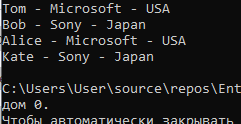 Tom - Microsoft - USA
Bob - Sony - Japan
Alice - Microsoft - USA
Kate - Sony - Japan
C:\Users\User\source\repos\Ent
дом 0.
Чтобы автоматически закрывать